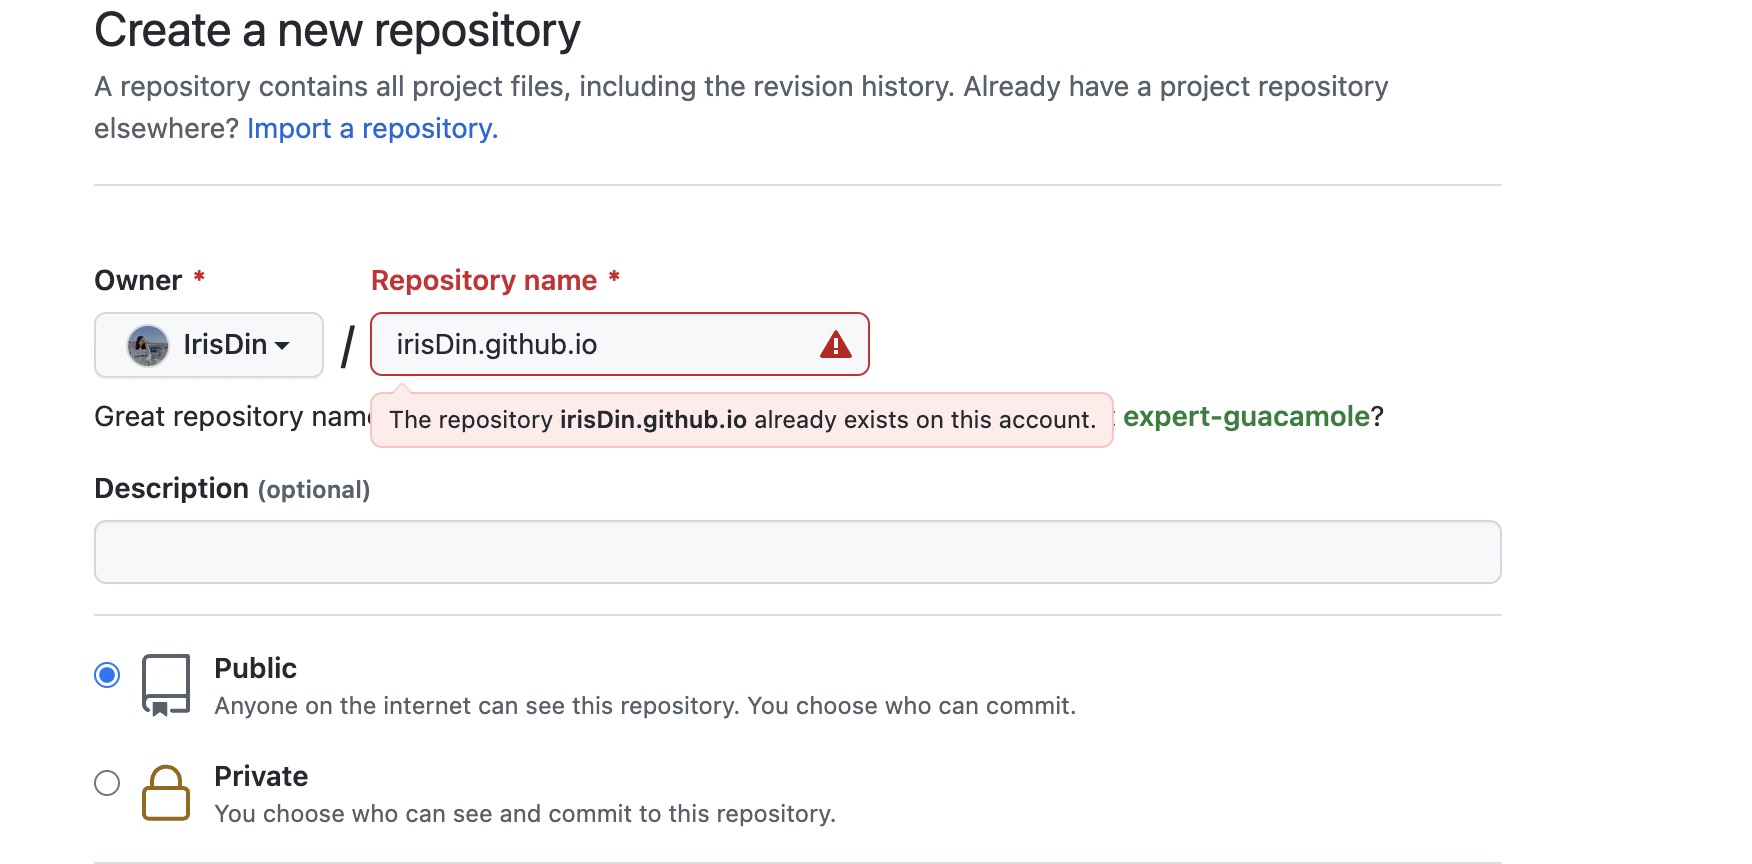 Create a new repository
A repository contains all project files, including the revision history. Already have a project repository
elsewhere? Import a repository.
Owner * Repository name *
IrisDin / irisDin.github.io
The repository irisDin.github.io already exists on this account.
Great repository expert-guacamole?
Description (optional)
Public
Anyone on the internet can see this repository. You choose who can commit.
Private
You choose who can see and commit to this repository.